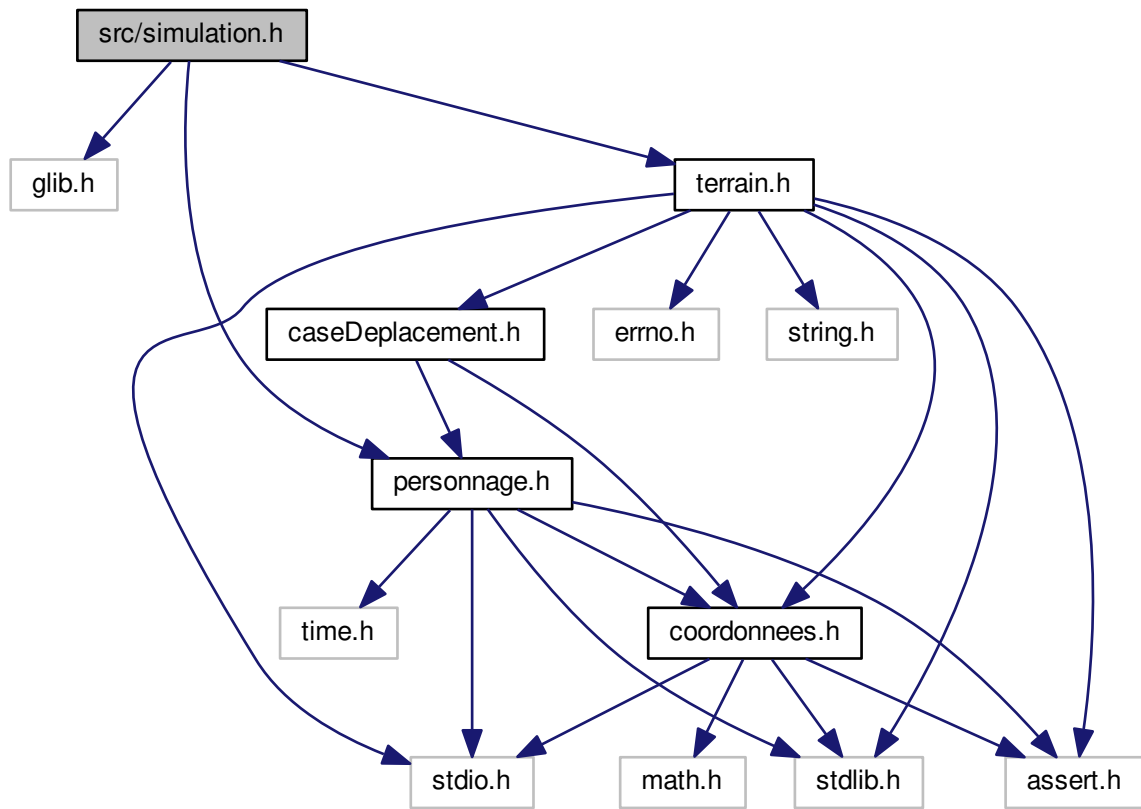 src/simulation.h
glib.h
terrain.h
caseDeplacement.h
errno.h
string.h
personnage.h
time.h
coordonnees.h
stdio.h
math.h
stdlib.h
assert.h